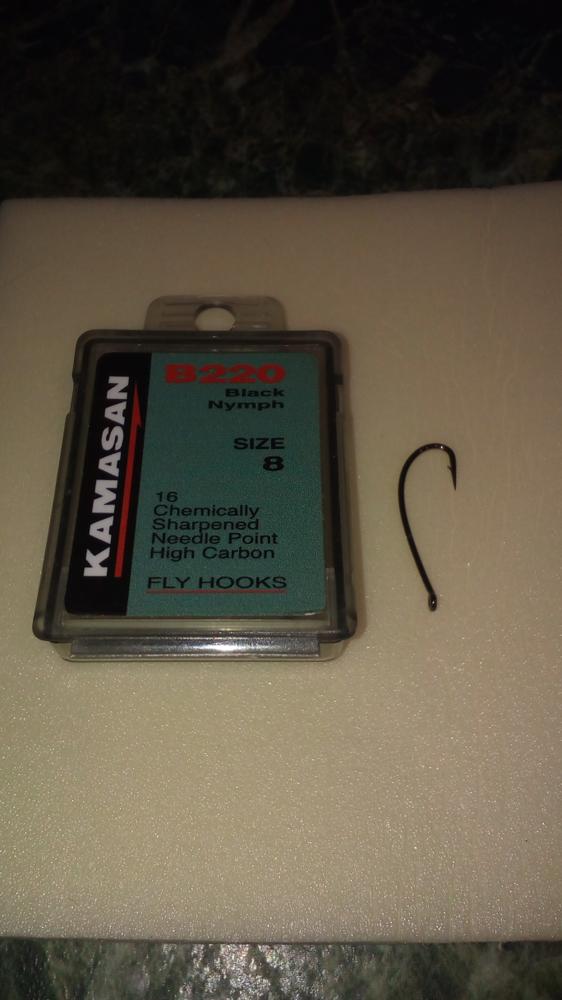 KAMASAN
B220
Black
Nymph
SIZE
8
16
Chemically
Sharpened
Needle Point
High Carbon
FLY HOOKS